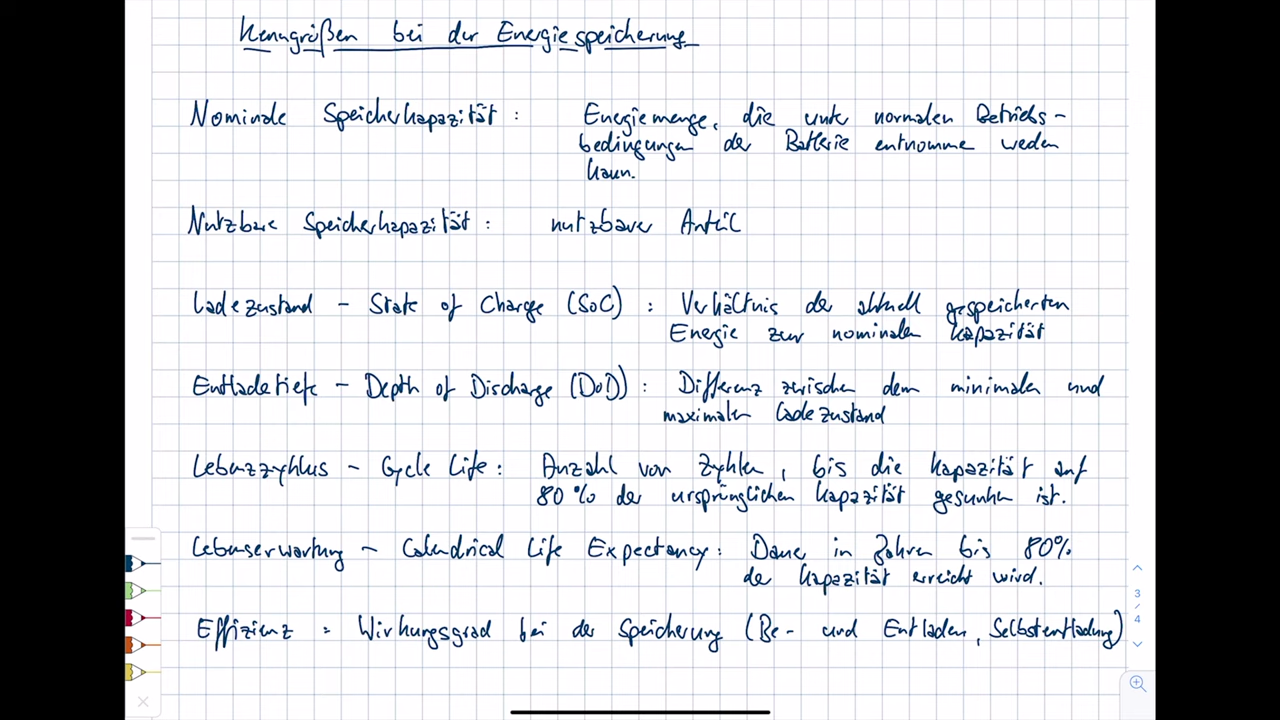 Kenngrößen bei der Energiespeicherung
Nominale Speicherkapazität : Energiemenge, die unter normalen Betriebs-
bedingungen der Batterie entnomme werden
kann.
Nutzbare Speicherkapazität : nutzbarer Anteil
Ladezustand - State of Charge (SoC) : Verhältnis der aktuell gespeicherten
Energie zur nominalen Kapazität
Entladetiefe - Depth of Discharge (DoD) : Differenz zwischen dem minimalen und
maximalen Ladezustand
Lebenzzyklus - Cycle Life : Anzahl von Zyklen, bis die Kapazität auf
80 % der ursprünglichen Kapazität gesunken ist.
Lebenserwartung - Calendrical Life Expectancy : Dauer in Jahren bis 80%
der Kapazität erreicht wird.
Effizienz : Wirkungsgrad bei der Speicherung (Be- und Entladen, Selbstentladung)
3
/
4